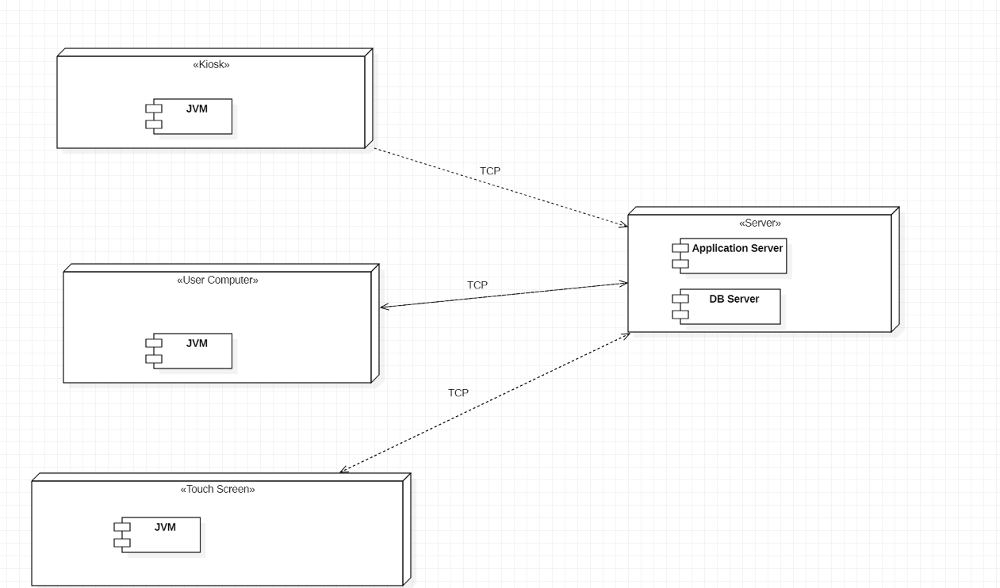 «Kiosk»
JVM
TCP
«Server»
Application Server
DB Server
«User Computer»
TCP
JVM
TCP
«Touch Screen»
JVM